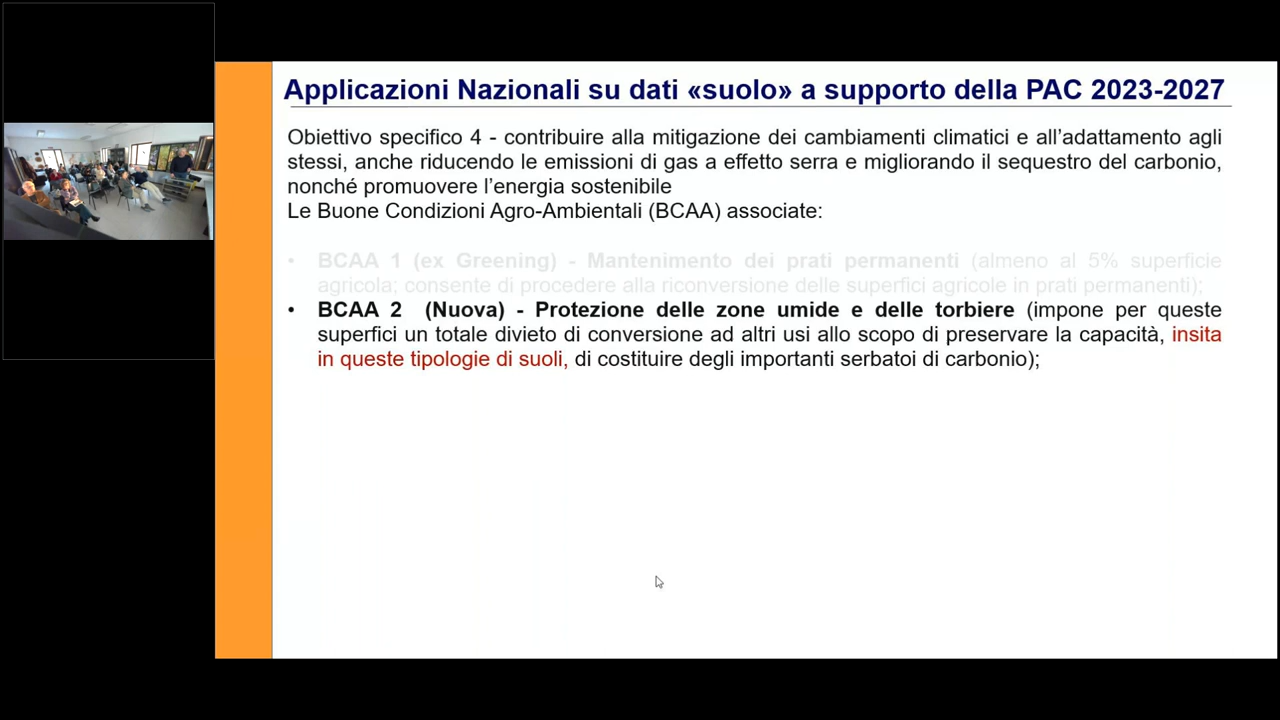 Applicazioni Nazionali su dati «suolo» a supporto della PAC 2023-2027
Obiettivo specifico 4 - contribuire alla mitigazione dei cambiamenti climatici e all’adattamento agli
stessi, anche riducendo le emissioni di gas a effetto serra e migliorando il sequestro del carbonio,
nonché promuovere l’energia sostenibile
Le Buone Condizioni Agro-Ambientali (BCAA) associate:
• BCAA 1 (ex Greening) - Mantenimento dei prati permanenti (almeno al 5% superficie
agricola; consente di procedere alla riconversione delle superfici agricole in prati permanenti);
• BCAA 2 (Nuova) - Protezione delle zone umide e delle torbiere (impone per queste
superfici un totale divieto di conversione ad altri usi allo scopo di preservare la capacità, insita
in queste tipologie di suoli, di costituire degli importanti serbatoi di carbonio);